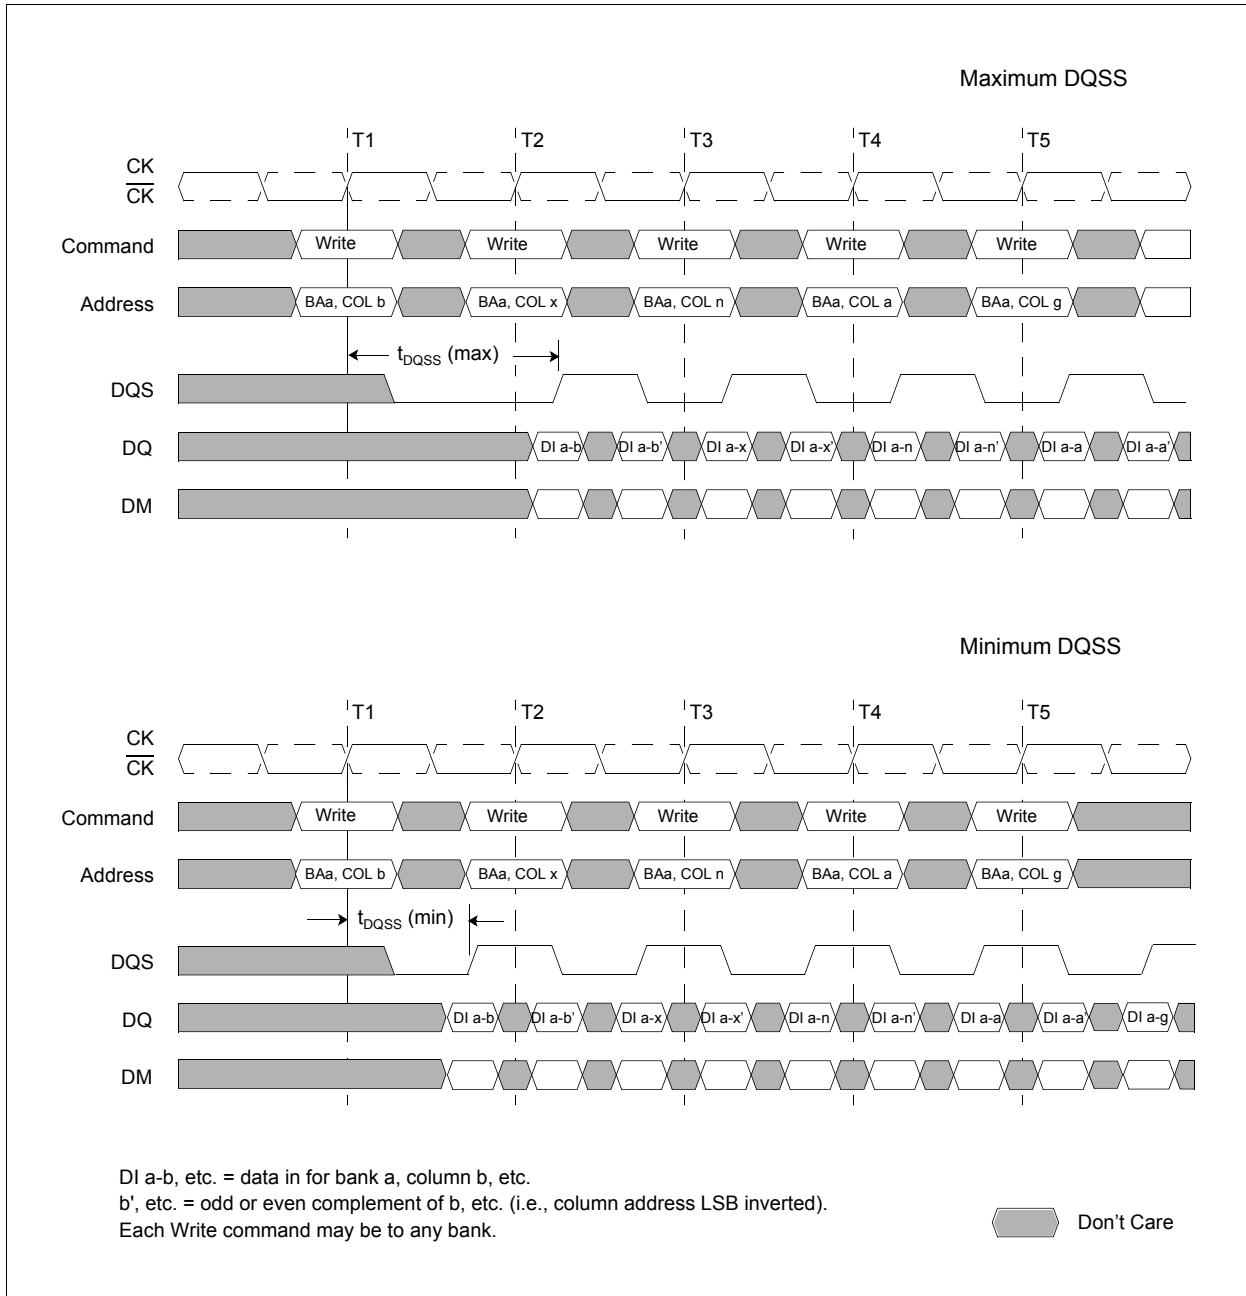 Maximum DQSS
T1 T2 T3 T4 T5
CK
CK
Command Write Write Write Write Write
Address BAa, COL b BAa, COL x BAa, COL n BAa, COL a BAa, COL g
tDQSS (max)
DQS
DQ DI a-b DI a-b’ DI a-x DI a-x’ DI a-n DI a-n’ DI a-a DI a-a’
DM
Minimum DQSS
T1 T2 T3 T4 T5
CK
CK
Command Write Write Write Write Write
Address BAa, COL b BAa, COL x BAa, COL n BAa, COL a BAa, COL g
tDQSS (min)
DQS
DQ DI a-b DI a-b’ DI a-x DI a-x’ DI a-n DI a-n’ DI a-a DI a-a’ DI a-g
DM
DI a-b, etc. = data in for bank a, column b, etc.
b', etc. = odd or even complement of b, etc. (i.e., column address LSB inverted).
Each Write command may be to any bank.
Don’t Care